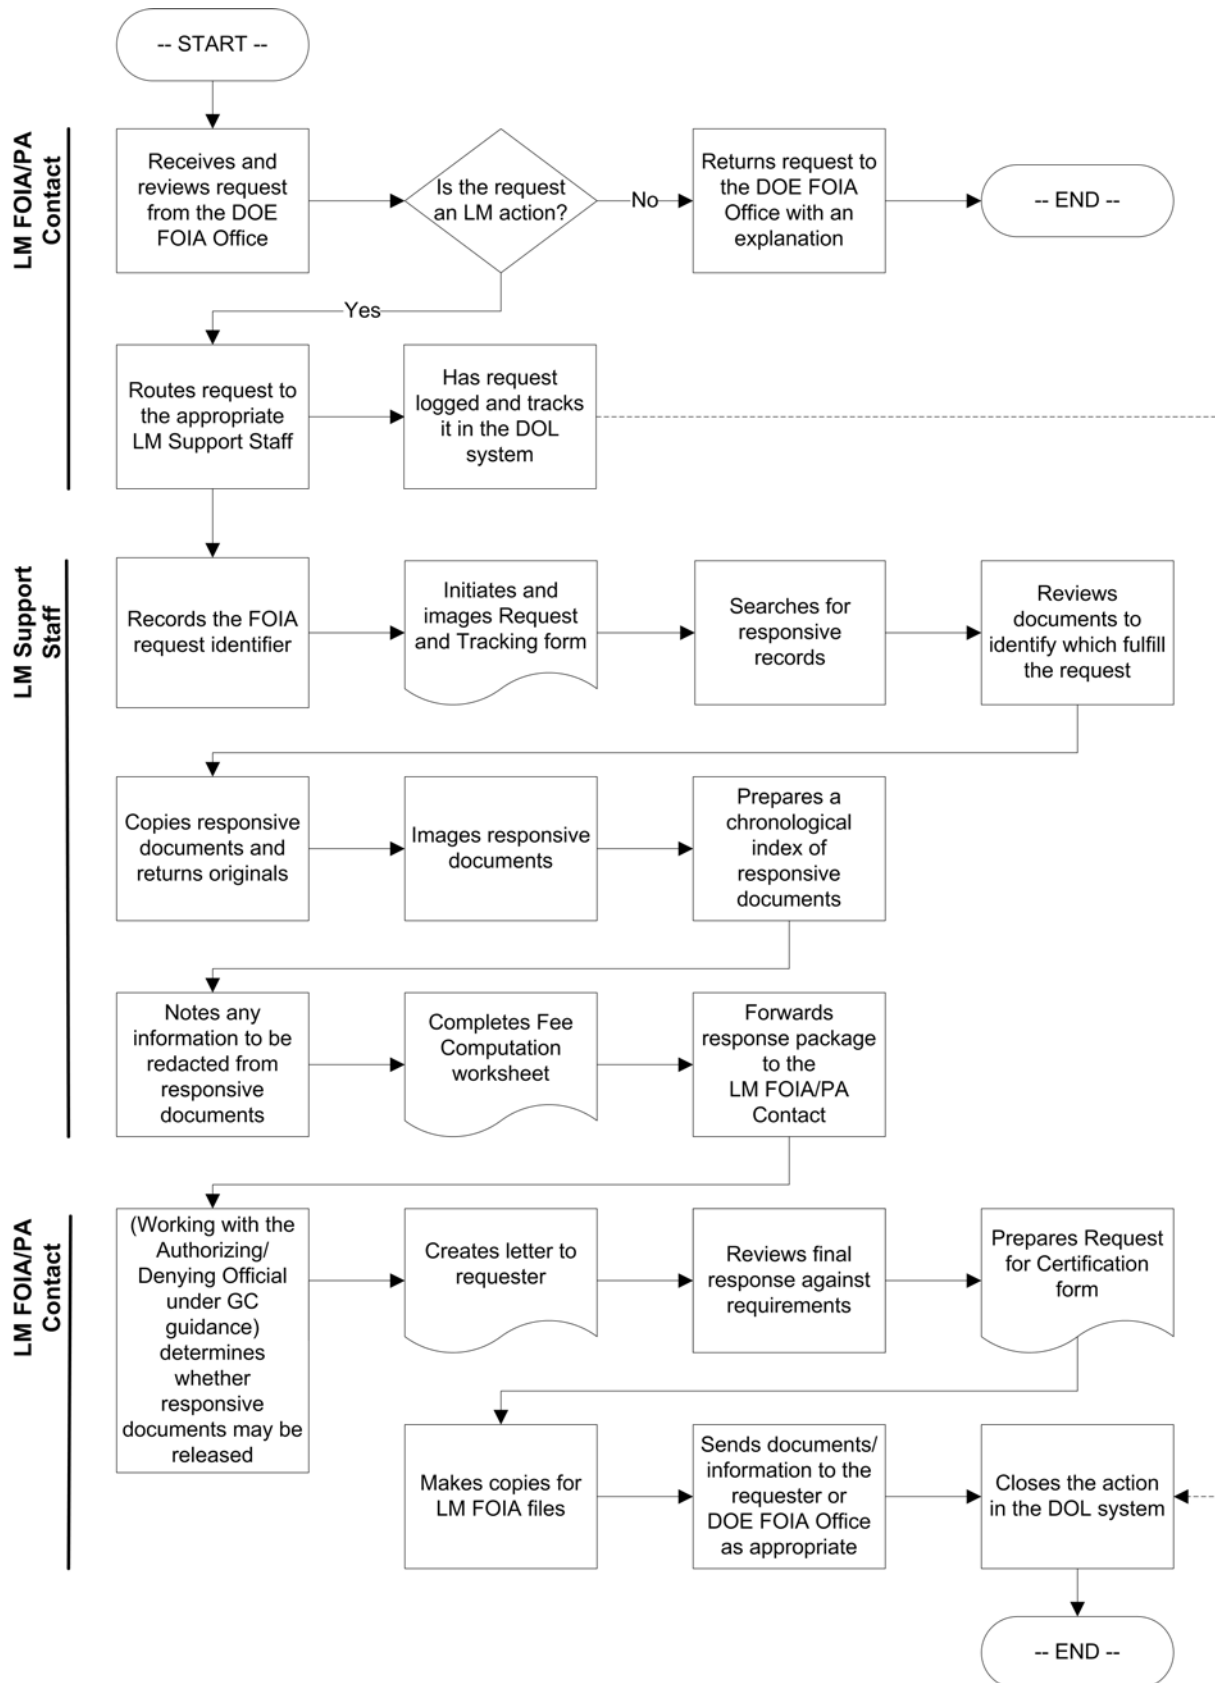 -- START --
LM FOIA/PA
Contact
Receives and
reviews request
from the DOE
FOIA Office
Is the request
an LM action?
No
Returns request to
the DOE FOIA
Office with an
explanation
-- END --
Yes
Routes request to
the appropriate
LM Support Staff
Has request
logged and tracks
it in the DOL
system
LM Support
Staff
Records the FOIA
request identifier
Initiates and
images Request
and Tracking form
Searches for
responsive
records
Reviews
documents to
identify which fulfill
the request
Copies responsive
documents and
returns originals
Images responsive
documents
Prepares a
chronological
index of
responsive
documents
Notes any
information to be
redacted from
responsive
documents
Completes Fee
Computation
worksheet
Forwards
response package
to the
LM FOIA/PA
Contact
LM FOIA/PA
Contact
(Working with the
Authorizing/
Denying Official
under GC
guidance)
determines
whether
responsive
documents may be
released
Creates letter to
requester
Reviews final
response against
requirements
Prepares Request
for Certification
form
Makes copies for
LM FOIA files
Sends documents/
information to the
requester or
DOE FOIA Office
as appropriate
Closes the action
in the DOL system
-- END --